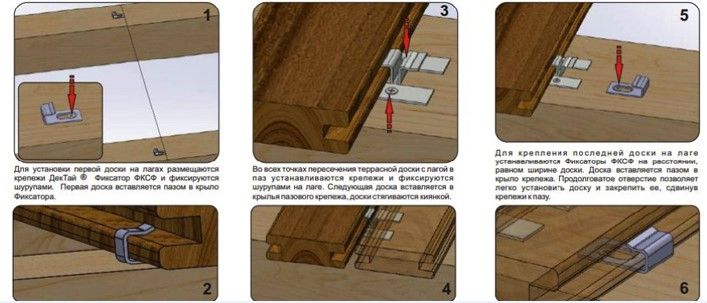 1
Для установки первой доски на лагах размещаются
крепежи ДекТай ® Фиксатор ФКСФ и фиксируются
шурупами. Первая доска вставляется пазом в крыло
Фиксатора.
2
3
Во всех точках пересечения террасной доски с лагой в
паз устанавливаются крепежи и фиксируются
шурупами на лаге. Следующая доска вставляется в
крылья пазового крепежа, доски стягиваются киянкой.
4
5
Для крепления последней доски на лаге
устанавливаются Фиксаторы ФКСФ на расстоянии,
равном ширине доски. Доска вставляется пазом в
крыло крепежа. Продолговатое отверстие позволяет
легко установить доску и закрепить ее, сдвинув
крепежи к пазу.
6